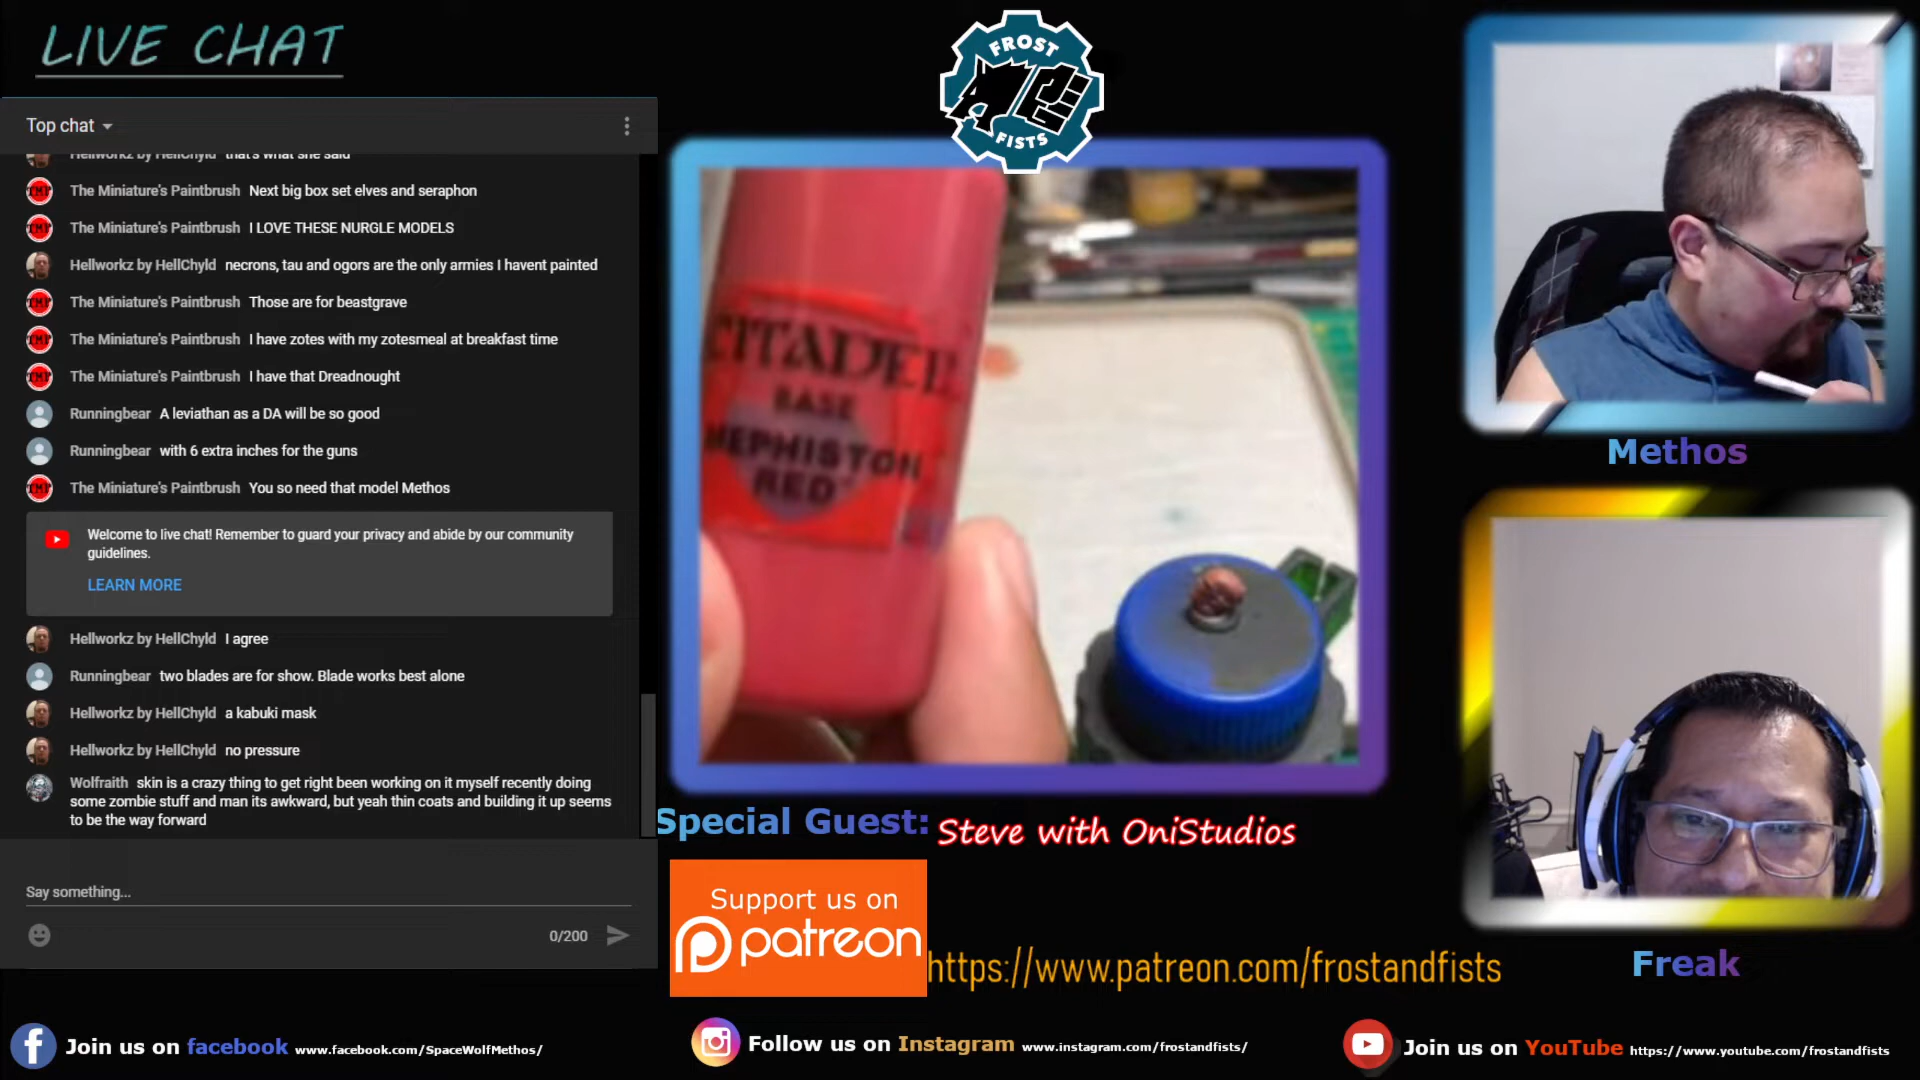 LIVE CHAT
Top chat
Hellworkz by HellChyld that's what she said
The Miniature's Paintbrush Next big box set elves and seraphon
The Miniature's Paintbrush I LOVE THESE NURGLE MODELS
Hellworkz by HellChyld necrons, tau and ogors are the only armies I havent painted
The Miniature's Paintbrush Those are for beastgrave
The Miniature's Paintbrush I have zotes with my zotesmeal at breakfast time
The Miniature's Paintbrush I have that Dreadnought
Runningbear A leviathan as a DA will be so good
Runningbear with 6 extra inches for the guns
The Miniature's Paintbrush You so need that model Methos
Welcome to live chat! Remember to guard your privacy and abide by our community
guidelines.
LEARN MORE
Hellworkz by HellChyld I agree
Runningbear two blades are for show. Blade works best alone
Hellworkz by HellChyld a kabuki mask
Hellworkz by HellChyld no pressure
Wolfraith skin is a crazy thing to get right been working on it myself recently doing
some zombie stuff and man its awkward, but yeah thin coats and building it up seems
to be the way forward
Say something...
0/200
FROST
FISTS
CITADEL
BASE
MEPHISTON
RED
Special Guest: Steve with OniStudios
Support us on
patreon
https://www.patreon.com/frostandfists
Methos
Freak
Join us on facebook www.facebook.com/SpaceWolfMethos/
Follow us on Instagram www.instagram.com/frostandfists/
Join us on YouTube https://www.youtube.com/frostandfists